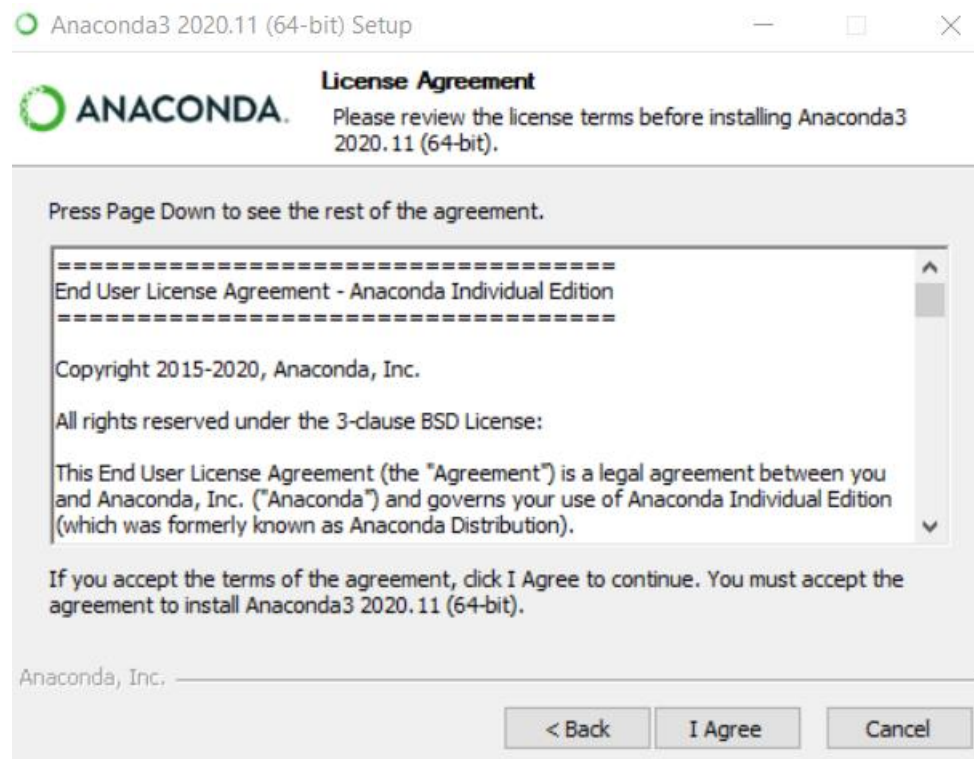 Anaconda3 2020.11 (64-bit) Setup
ANACONDA.
License Agreement
Please review the license terms before installing Anaconda3
2020.11 (64-bit).
Press Page Down to see the rest of the agreement.
===================================
End User License Agreement - Anaconda Individual Edition
===================================
Copyright 2015-2020, Anaconda, Inc.
All rights reserved under the 3-clause BSD License:
This End User License Agreement (the "Agreement") is a legal agreement between you
and Anaconda, Inc. ("Anaconda") and governs your use of Anaconda Individual Edition
(which was formerly known as Anaconda Distribution).
If you accept the terms of the agreement, click I Agree to continue. You must accept the
agreement to install Anaconda3 2020.11 (64-bit).
Anaconda, Inc.
< Back
I Agree
Cancel